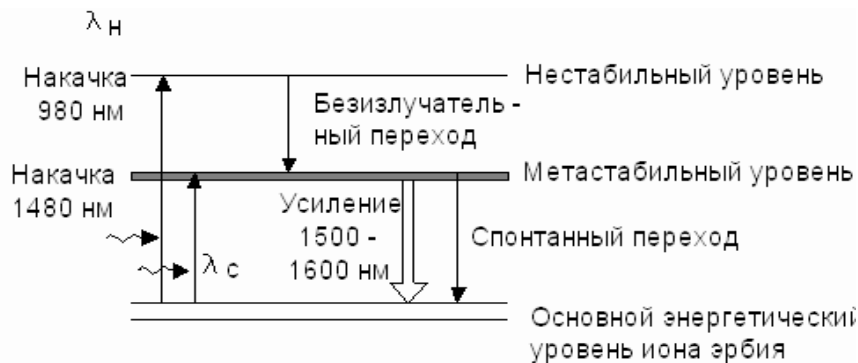 λ н
Накачка
980 нм
Нестабильный уровень
Безизлучатель -
ный переход
Накачка
1480 нм
Метастабильный уровень
Усиление
1500 -
1600 нм
Спонтанный переход
λ с
Основной энергетический
уровень иона эрбия